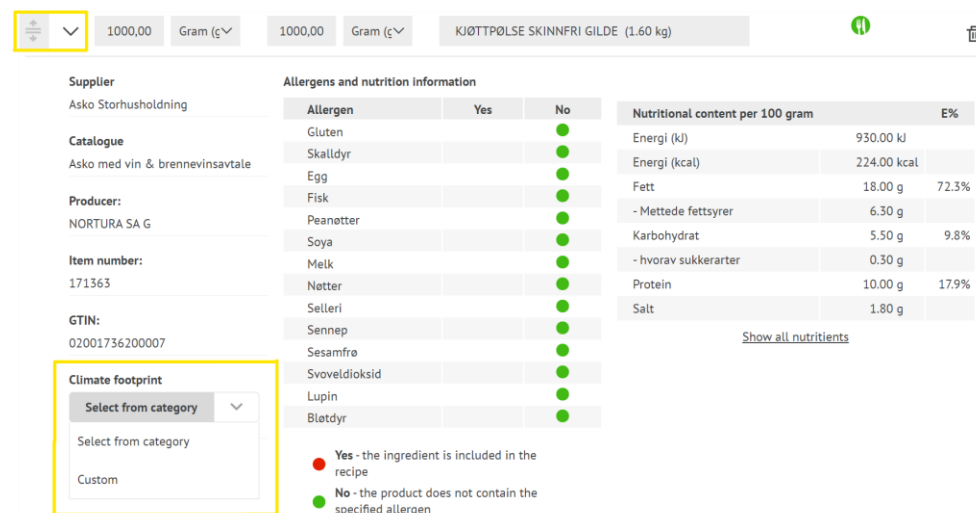 1000,00 Gram (ç 1000,00 Gram (ç KJØTTPØLSE SKINNFRI GILDE (1.60 kg)
Supplier
Asko Storhusholdning
Catalogue
Asko med vin & brennevinsavtale
Producer:
NORTURA SA G
Item number:
171363
GTIN:
02001736200007
Climate footprint
Select from category
Select from category
Custom
Allergens and nutrition information
Allergen Yes No
Gluten
Skalldyr
Egg
Fisk
Peanøtter
Soya
Melk
Nøtter
Selleri
Sennep
Sesamfrø
Svoveldioksid
Lupin
Bløtdyr
Yes - the ingredient is included in the
recipe
No - the product does not contain the
specified allergen
Nutritional content per 100 gram E%
Energi (kJ) 930.00 kJ
Energi (kcal) 224.00 kcal
Fett 18.00 g 72.3%
- Mettede fettsyrer 6.30 g
Karbohydrat 5.50 g 9.8%
- hvorav sukkerarter 0.30 g
Protein 10.00 g 17.9%
Salt 1.80 g
Show all nutritients